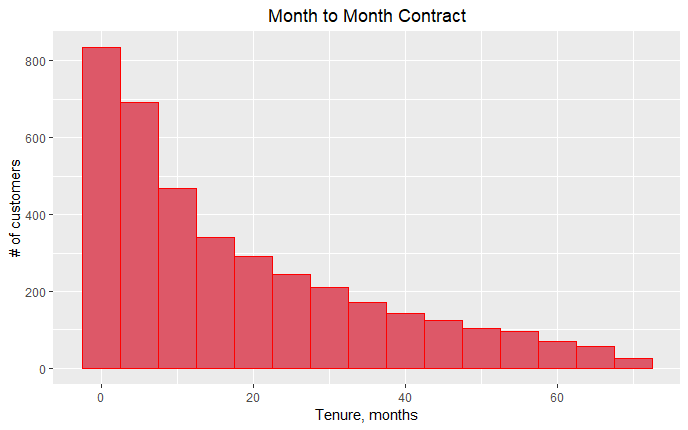 Month to Month Contract
# of customers
800
600
400
200
0
0 20 40 60
Tenure, months